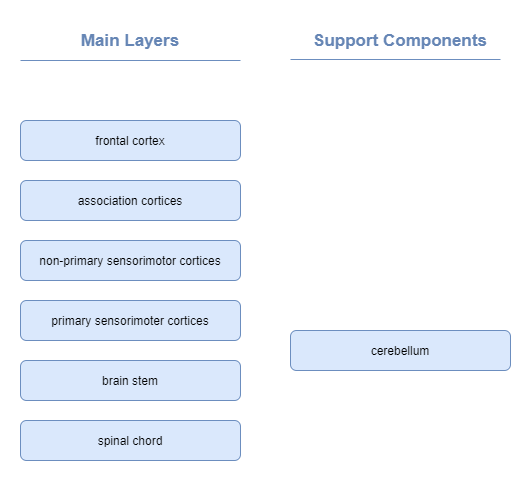 Main Layers
Support Components
frontal cortex
association cortices
non-primary sensorimotor cortices
primary sensorimoter cortices
cerebellum
brain stem
spinal chord